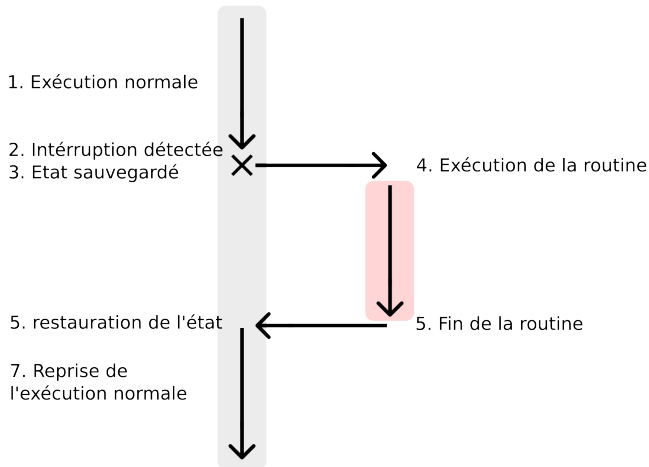 1. Exécution normale
2. Intérruption détectée
3. Etat sauvegardé
4. Exécution de la routine
5. restauration de l'état
5. Fin de la routine
7. Reprise de
l'exécution normale